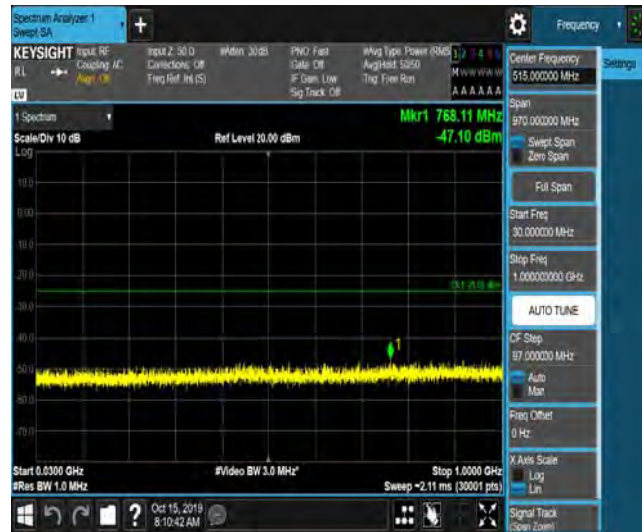 Spectrum Analyzer 1
Swept SA
+
Frequency
KEYSIGHT
Input: RF
Coupling: AC
Align: Off
Input Z: 50 Ω
Corrections: Off
Freq Ref: Int (S)
#Atten: 30 dB
PNO: Fast
Gate: Off
IF Gain: Low
Sig Track: Off
#Avg Type: Power (RMS)
Avg|Hold: 50/50
Trig: Free Run
M W W W W W
A A A A A A
LV
Center Frequency
515.000000 MHz
Settings
Span
970.000000 MHz
Swept Span
Zero Span
Full Span
Start Freq
30.000000 MHz
Stop Freq
1.000000000 GHz
AUTO TUNE
CF Step
97.000000 MHz
Auto
Man
Freq Offset
0 Hz
X Axis Scale
Log
Lin
Signal Track
(Span Zoom)
1 Spectrum
Scale/Div 10 dB
Ref Level 20.00 dBm
Mkr1 768.11 MHz
-47.10 dBm
Log
10.0
0.00
-10.0
-20.0
-30.0
-40.0
-50.0
-60.0
-70.0
1
Start 0.0300 GHz
#Video BW 3.0 MHz*
Stop 1.0000 GHz
#Res BW 1.0 MHz
Sweep ~2.11 ms (30001 pts)
?
Oct 15, 2019
8:10:42 AM